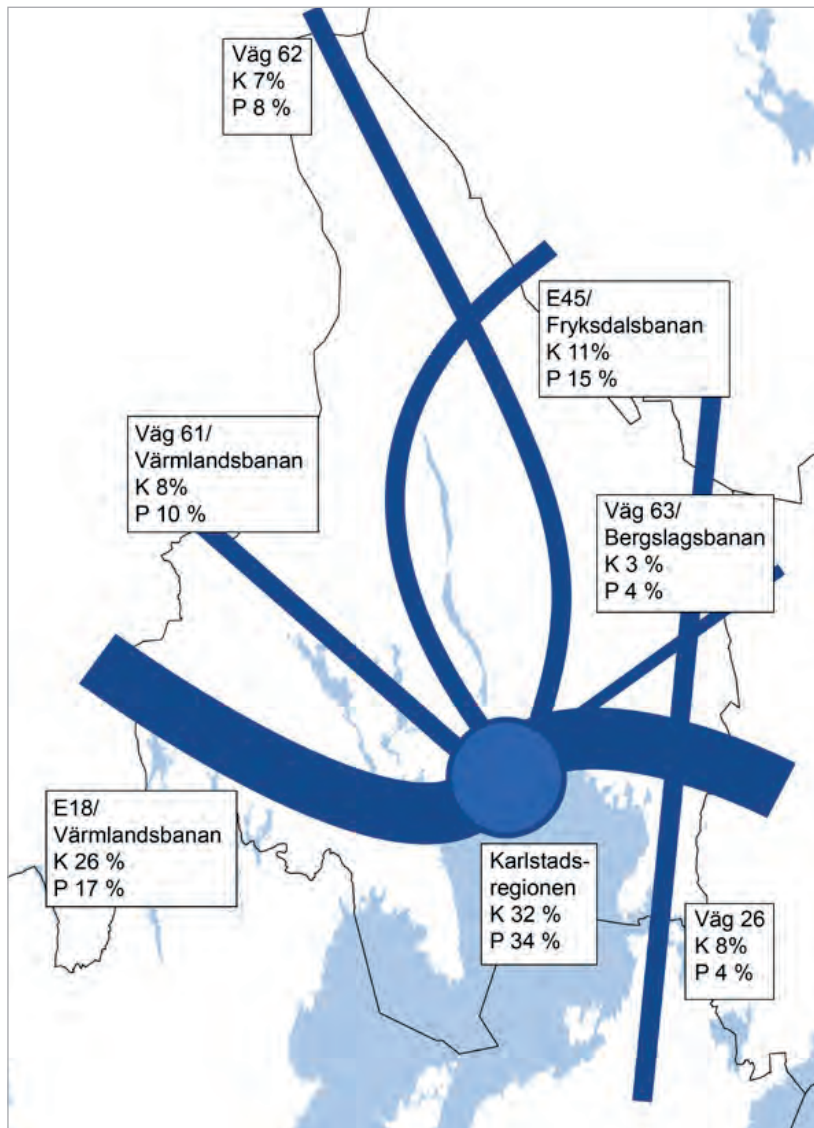 Väg 62
K 7%
P 8 %
E45/
Fryksdalsbanan
K 11%
P 15 %
Väg 61/
Värmlandsbanan
K 8%
P 10 %
Väg 63/
Bergslagsbanan
K 3 %
P 4 %
E18/
Värmlandsbanan
K 26 %
P 17 %
Karlstads-
regionen
K 32 %
P 34 %
Väg 26
K 8%
P 4 %